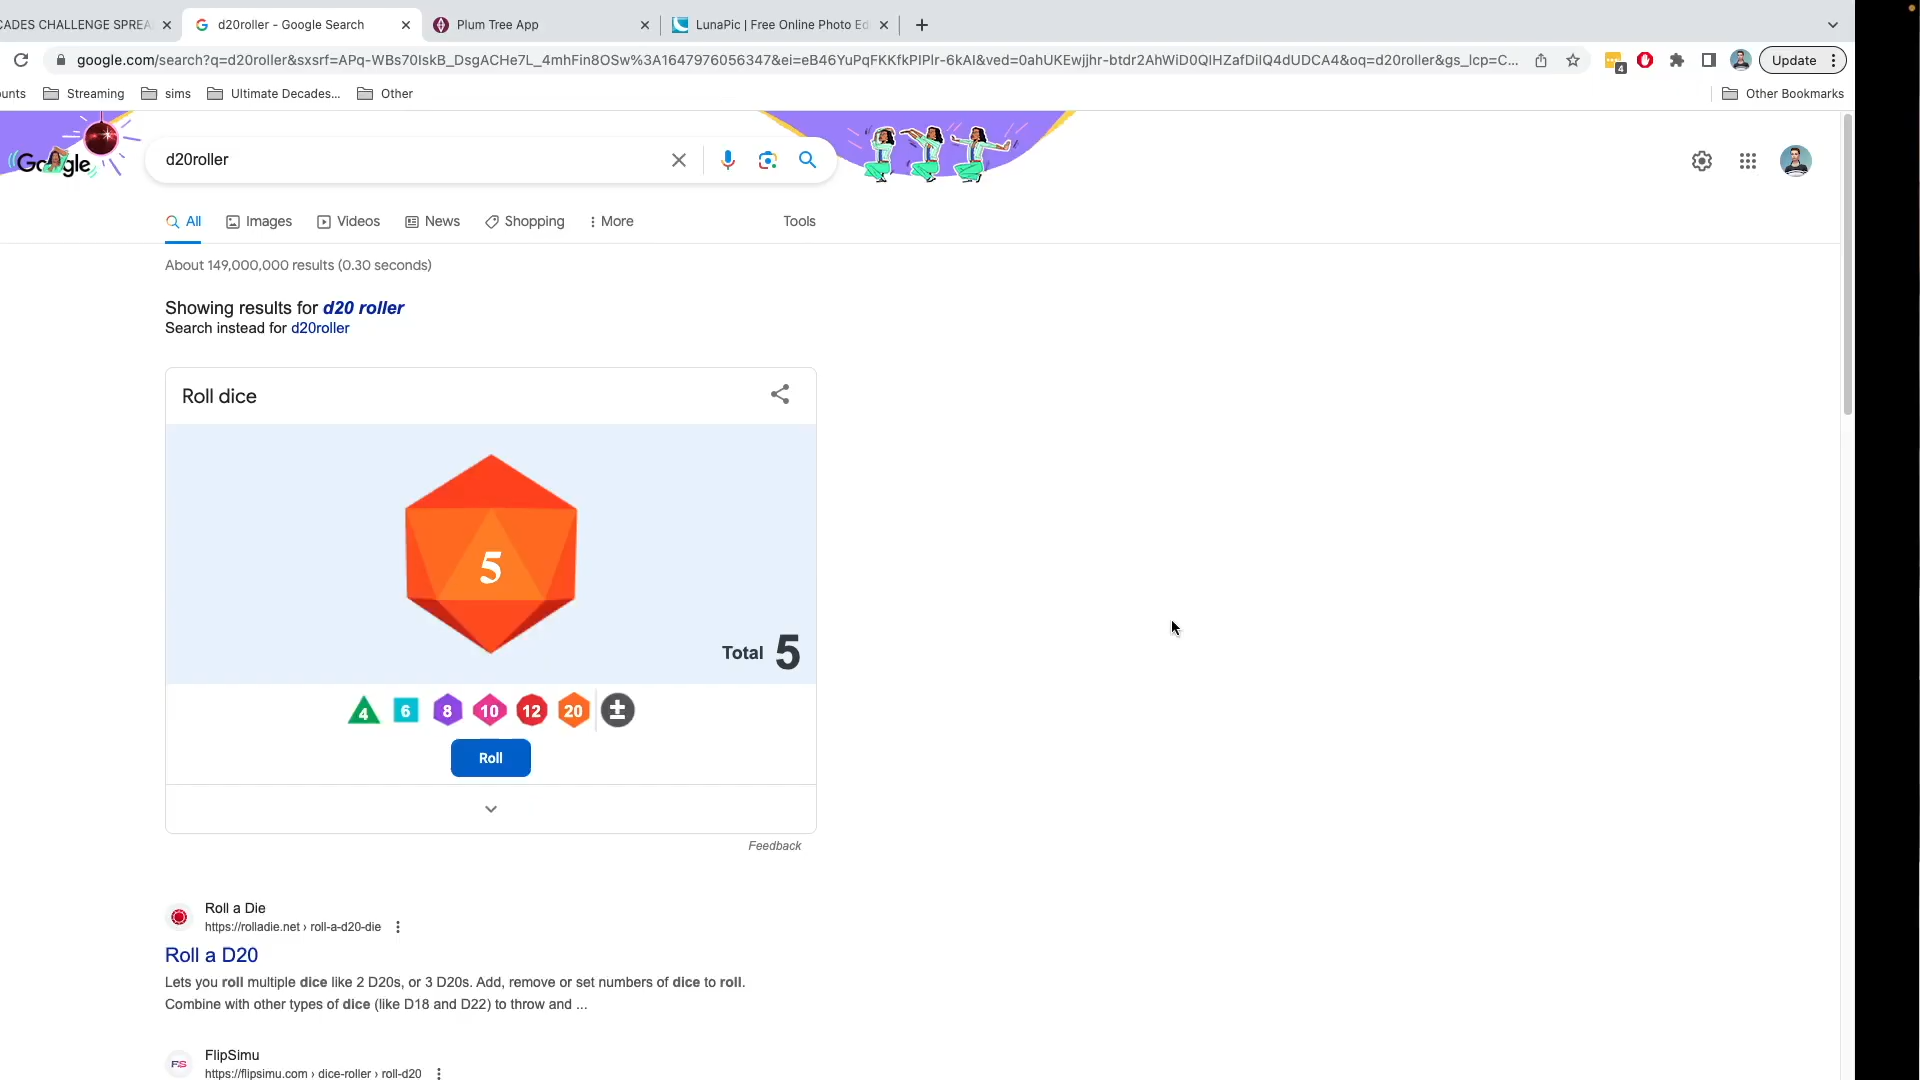 CADES CHALLENGE SPREA
d20roller - Google Search
Plum Tree App
LunaPic | Free Online Photo Ed
google.com/search?q=d20roller&sxsrf=APq-WBs70IskB_DsgACHe7L_4mhFin8OSw%3A1647976056347&ei=eB46YuPqFKKfkPIPlr-6kAI&ved=0ahUKEwjjhr-btdr2AhWiD0QIHZafDiIQ4dUDCA4&oq=d20roller&gs_lcp=C...
4
Update
unts
Streaming
sims
Ultimate Decades...
Other
Other Bookmarks
Google
d20roller
All
Images
Videos
News
Shopping
More
Tools
About 149,000,000 results (0.30 seconds)
Showing results for d20 roller
Search instead for d20roller
Roll dice
5
Total 5
4 6 8 10 12 20 ±
Roll
Feedback
Roll a Die
https://rolladie.net › roll-a-d20-die
Roll a D20
Lets you roll multiple dice like 2 D20s, or 3 D20s. Add, remove or set numbers of dice to roll.
Combine with other types of dice (like D18 and D22) to throw and ...
FS
FlipSimu
https://flipsimu.com › dice-roller › roll-d20